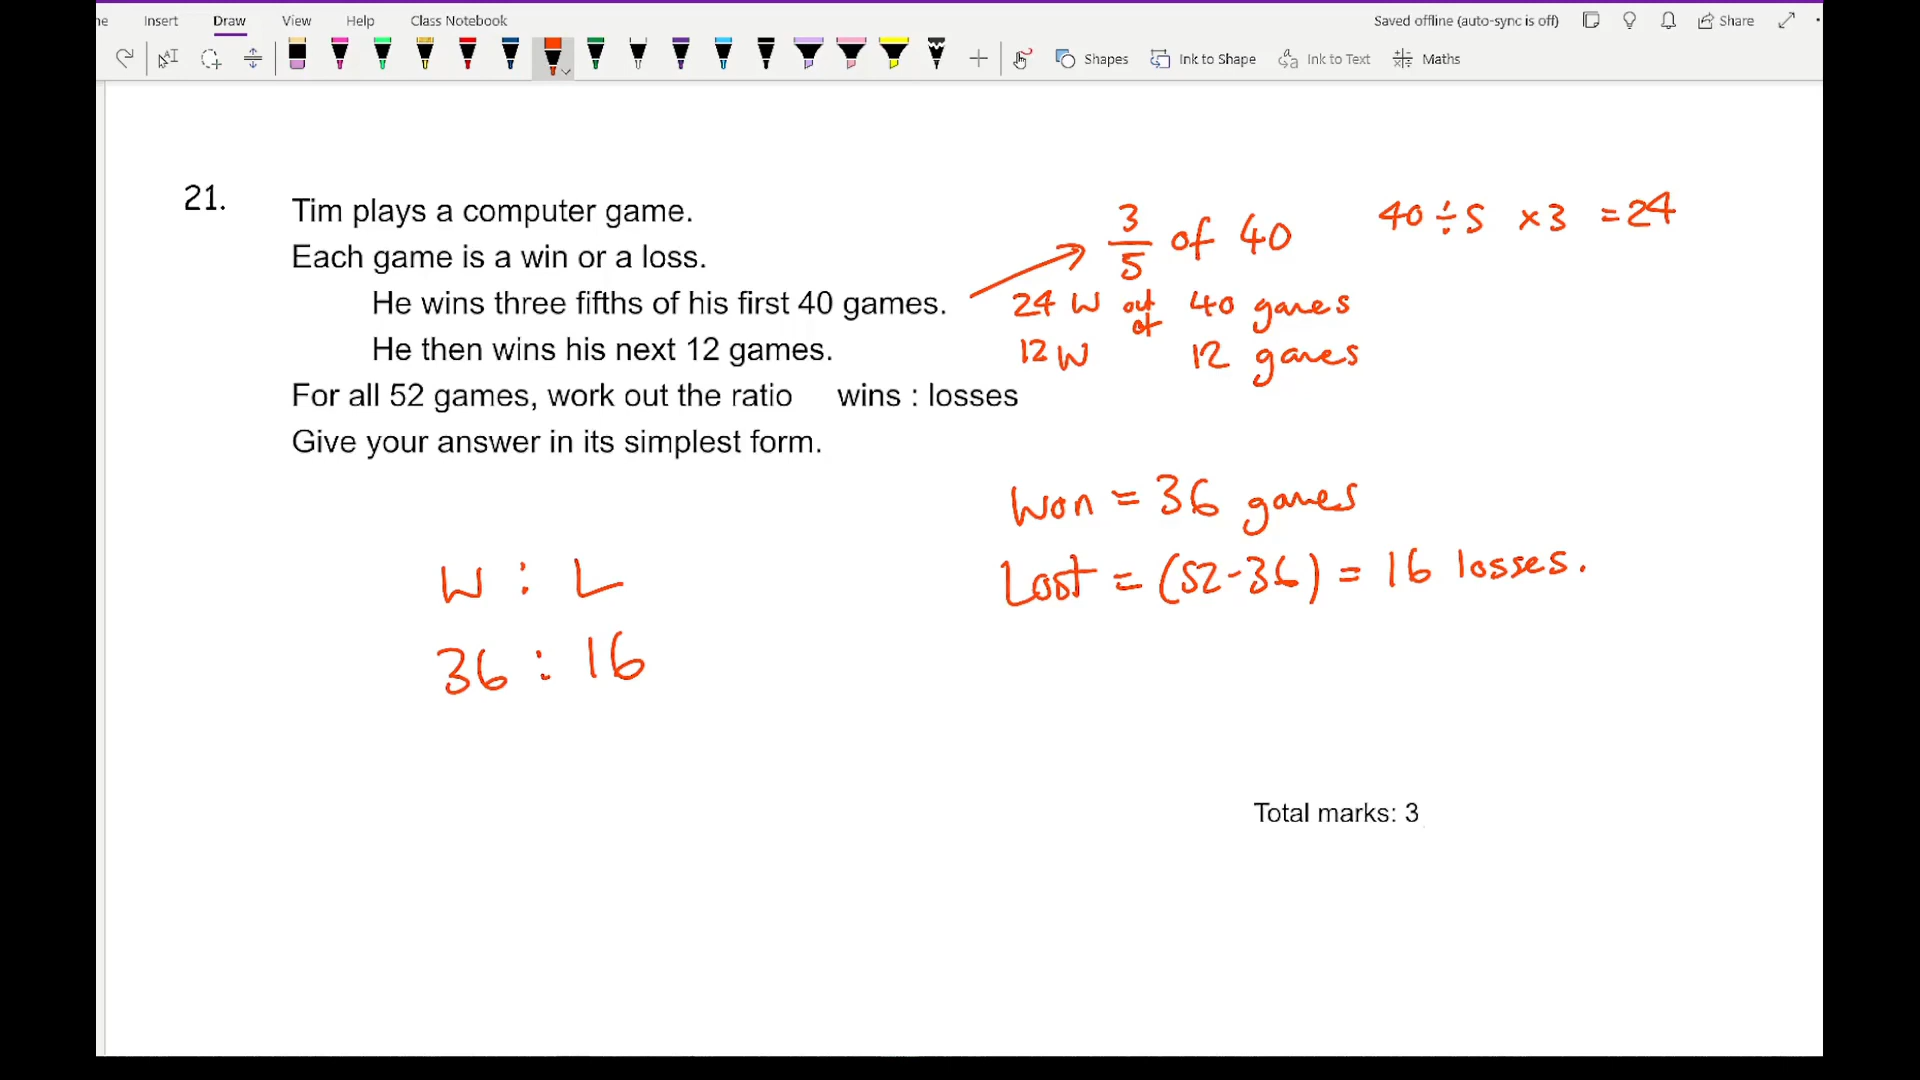 ne Insert Draw View Help Class Notebook Saved offline (auto-sync is off) Share
Shapes Ink to Shape Ink to Text Maths
21.
Tim plays a computer game.
Each game is a win or a loss.
He wins three fifths of his first 40 games.
He then wins his next 12 games.
For all 52 games, work out the ratio wins : losses
Give your answer in its simplest form.
3/5 of 40 40 ÷ 5 × 3 = 24
24 W out of 40 games
12 W 12 games
Won = 36 games
Lost = (52-36) = 16 losses.
W : L
36 : 16
Total marks: 3